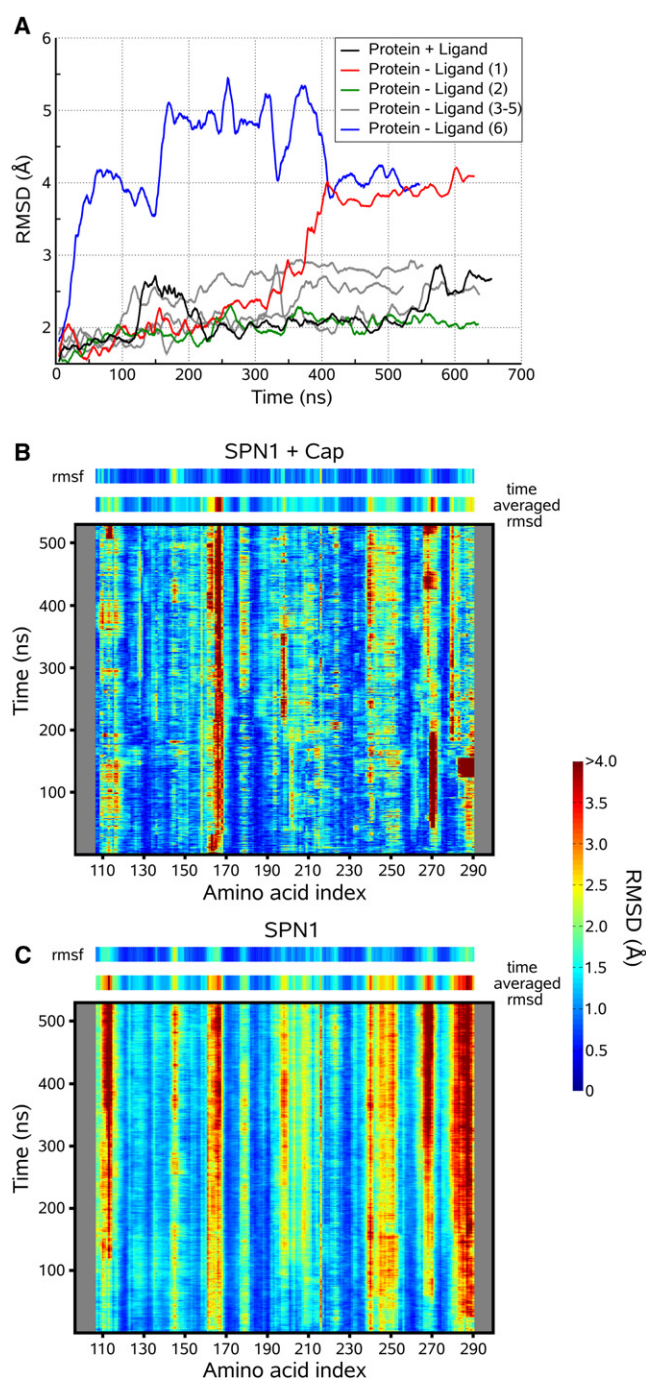 A
6
5
4
3
2
RMSD (Å)
Protein + Ligand
Protein - Ligand (1)
Protein - Ligand (2)
Protein - Ligand (3-5)
Protein - Ligand (6)
0 100 200 300 400 500 600 700
Time (ns)
B
SPN1 + Cap
rmsf
time
averaged
rmsd
500
400
300
200
100
Time (ns)
110 130 150 170 190 210 230 250 270 290
Amino acid index
>4.0
3.5
3.0
2.5
2.0
1.5
1.0
0.5
0
RMSD (Å)
C
SPN1
rmsf
time
averaged
rmsd
500
400
300
200
100
Time (ns)
110 130 150 170 190 210 230 250 270 290
Amino acid index